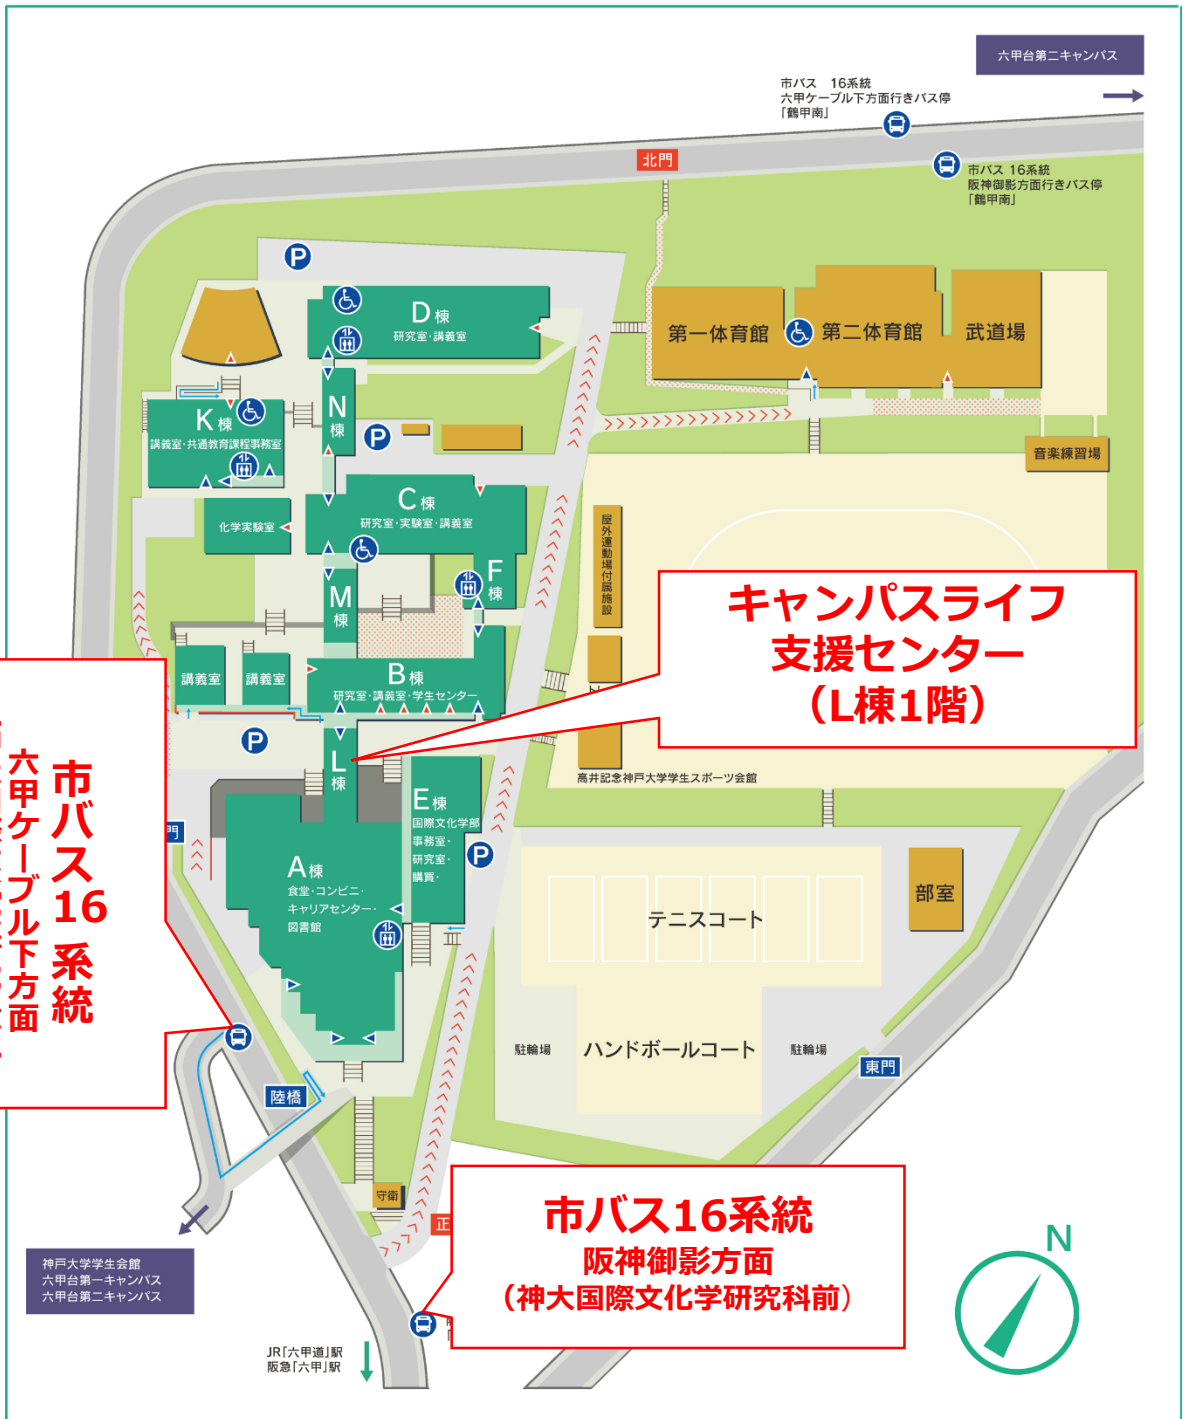 六甲台第二キャンパス
市バス 16系統
六甲ケーブル下方面行きバス停
「鶴甲南」
北門
市バス 16系統
阪神御影方面行きバス停
「鶴甲南」
P
D棟
研究室・講義室
第一体育館
第二体育館
武道場
N
棟
K棟
講義室・共通教育課程事務室
P
音楽練習場
C棟
研究室・実験室・講義室
化学実験室
屋外運動場付属施設
F
棟
M
棟
キャンパスライフ
支援センター
（L棟1階）
講義室
講義室
B棟
研究室・講義室・学生センター
P
L
棟
高井記念神戸大学学生スポーツ会館
市バス16系統
六甲ケーブル下方面
門
E棟
国際文化学部
事務室・
研究室・
購買・
P
A棟
食堂・コンビニ・
キャリアセンター・
図書館
部室
テニスコート
駐輪場
ハンドボールコート
駐輪場
東門
陸橋
守衛
正
市バス16系統
阪神御影方面
（神大国際文化学研究科前）
N
神戸大学学生会館
六甲台第一キャンパス
六甲台第二キャンパス
JR「六甲道」駅
阪急「六甲」駅